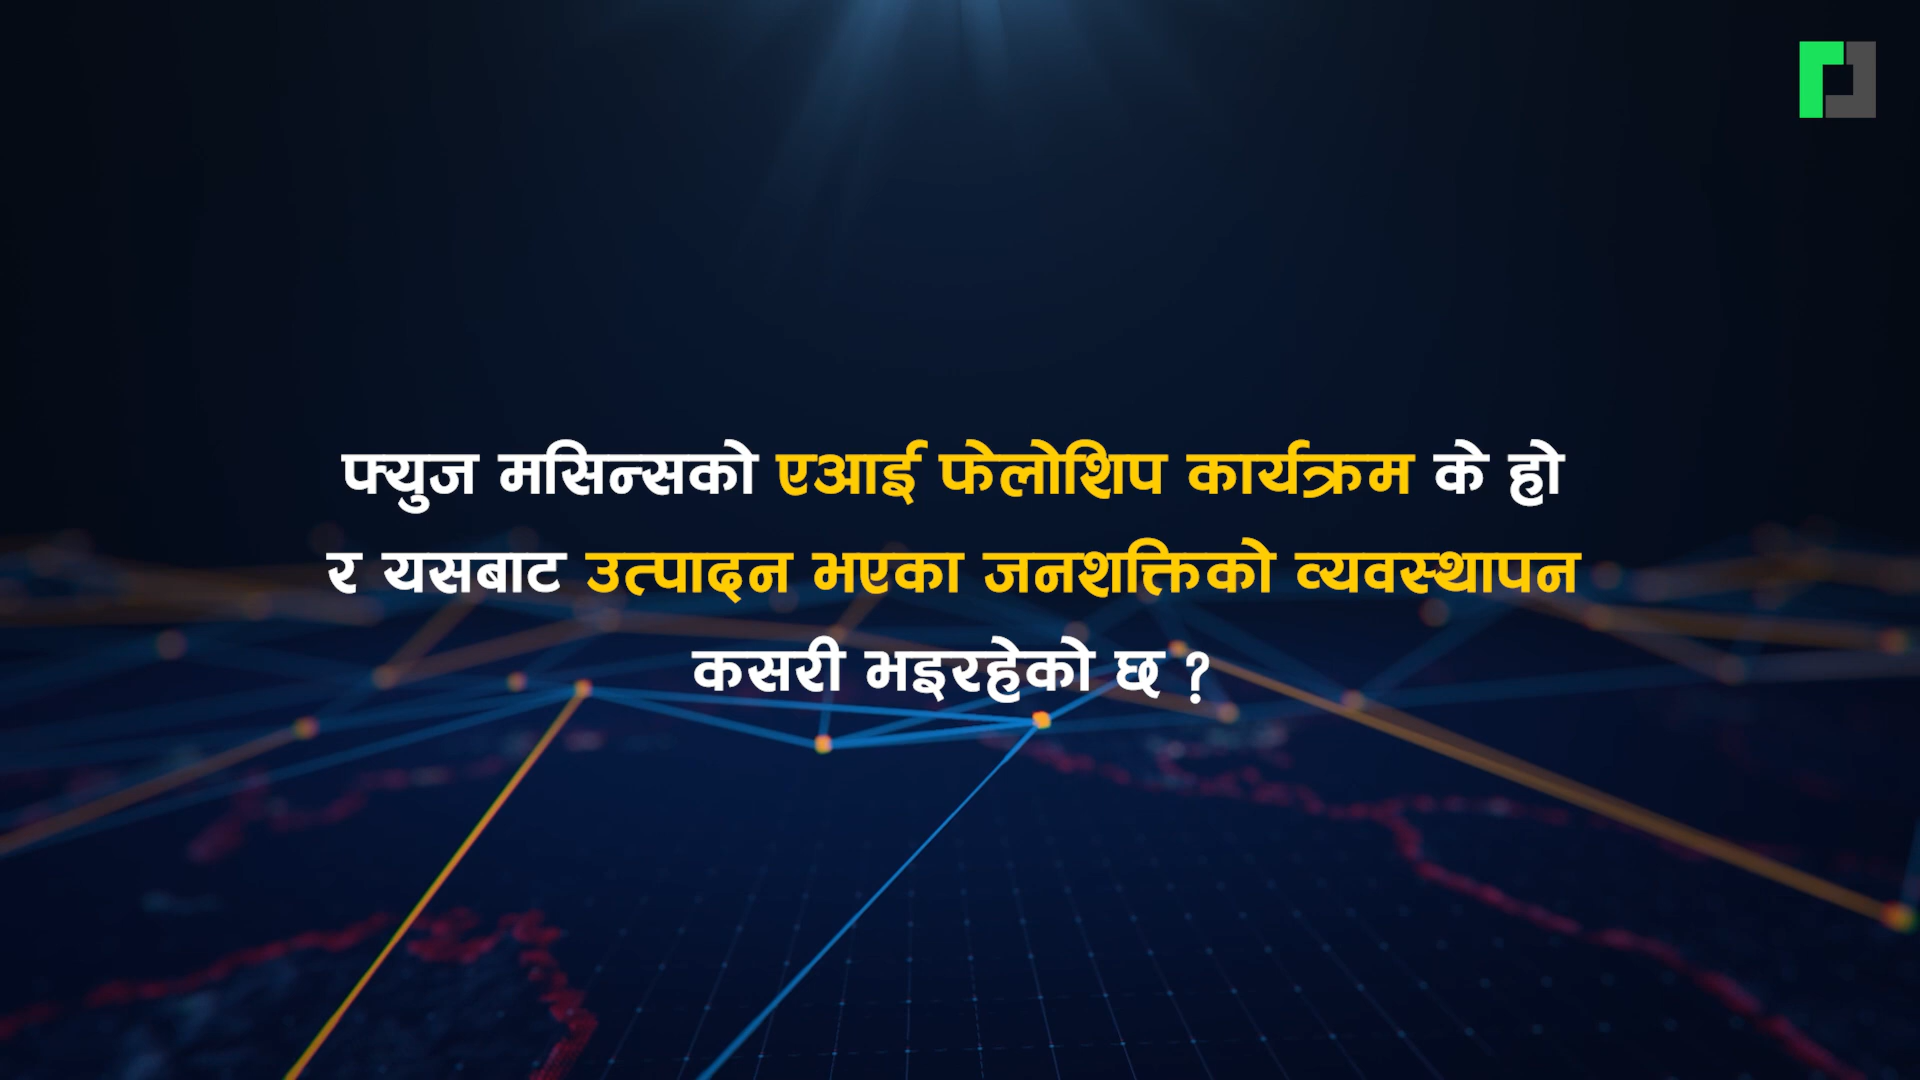 फ्युज मसिन्सको एआई फेलोशिप कार्यक्रम के हो
र यसबाट उत्पादन भएका जनशक्तिको व्यवस्थापन
कसरी भइरहेको छ ?